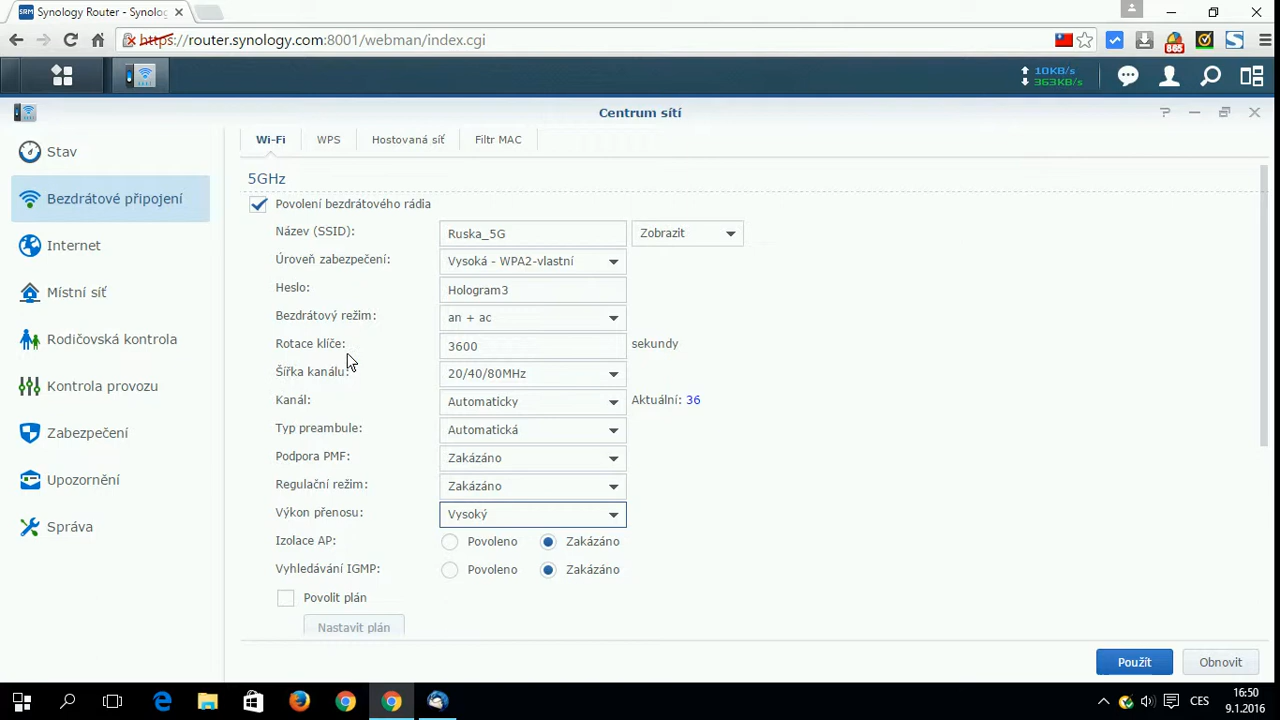 SRM Synology Router - Synolog
https://router.synology.com:8001/webman/index.cgi
865
10KB/s
363KB/s
Centrum sítí
Stav
Bezdrátové připojení
Internet
Místní síť
Rodičovská kontrola
Kontrola provozu
Zabezpečení
Upozornění
Správa
Wi-Fi WPS Hostovaná síť Filtr MAC
5GHz
Povolení bezdrátového rádia
Název (SSID): Ruska_5G Zobrazit
Úroveň zabezpečení: Vysoká - WPA2-vlastní
Heslo: Hologram3
Bezdrátový režim: an + ac
Rotace klíče: 3600 sekundy
Šířka kanálu: 20/40/80MHz
Kanál: Automaticky Aktuální: 36
Typ preambule: Automatická
Podpora PMF: Zakázáno
Regulační režim: Zakázáno
Výkon přenosu: Vysoký
Izolace AP: Povoleno Zakázáno
Vyhledávání IGMP: Povoleno Zakázáno
Povolit plán
Nastavit plán
Použít Obnovit
CES
16:50
9.1.2016